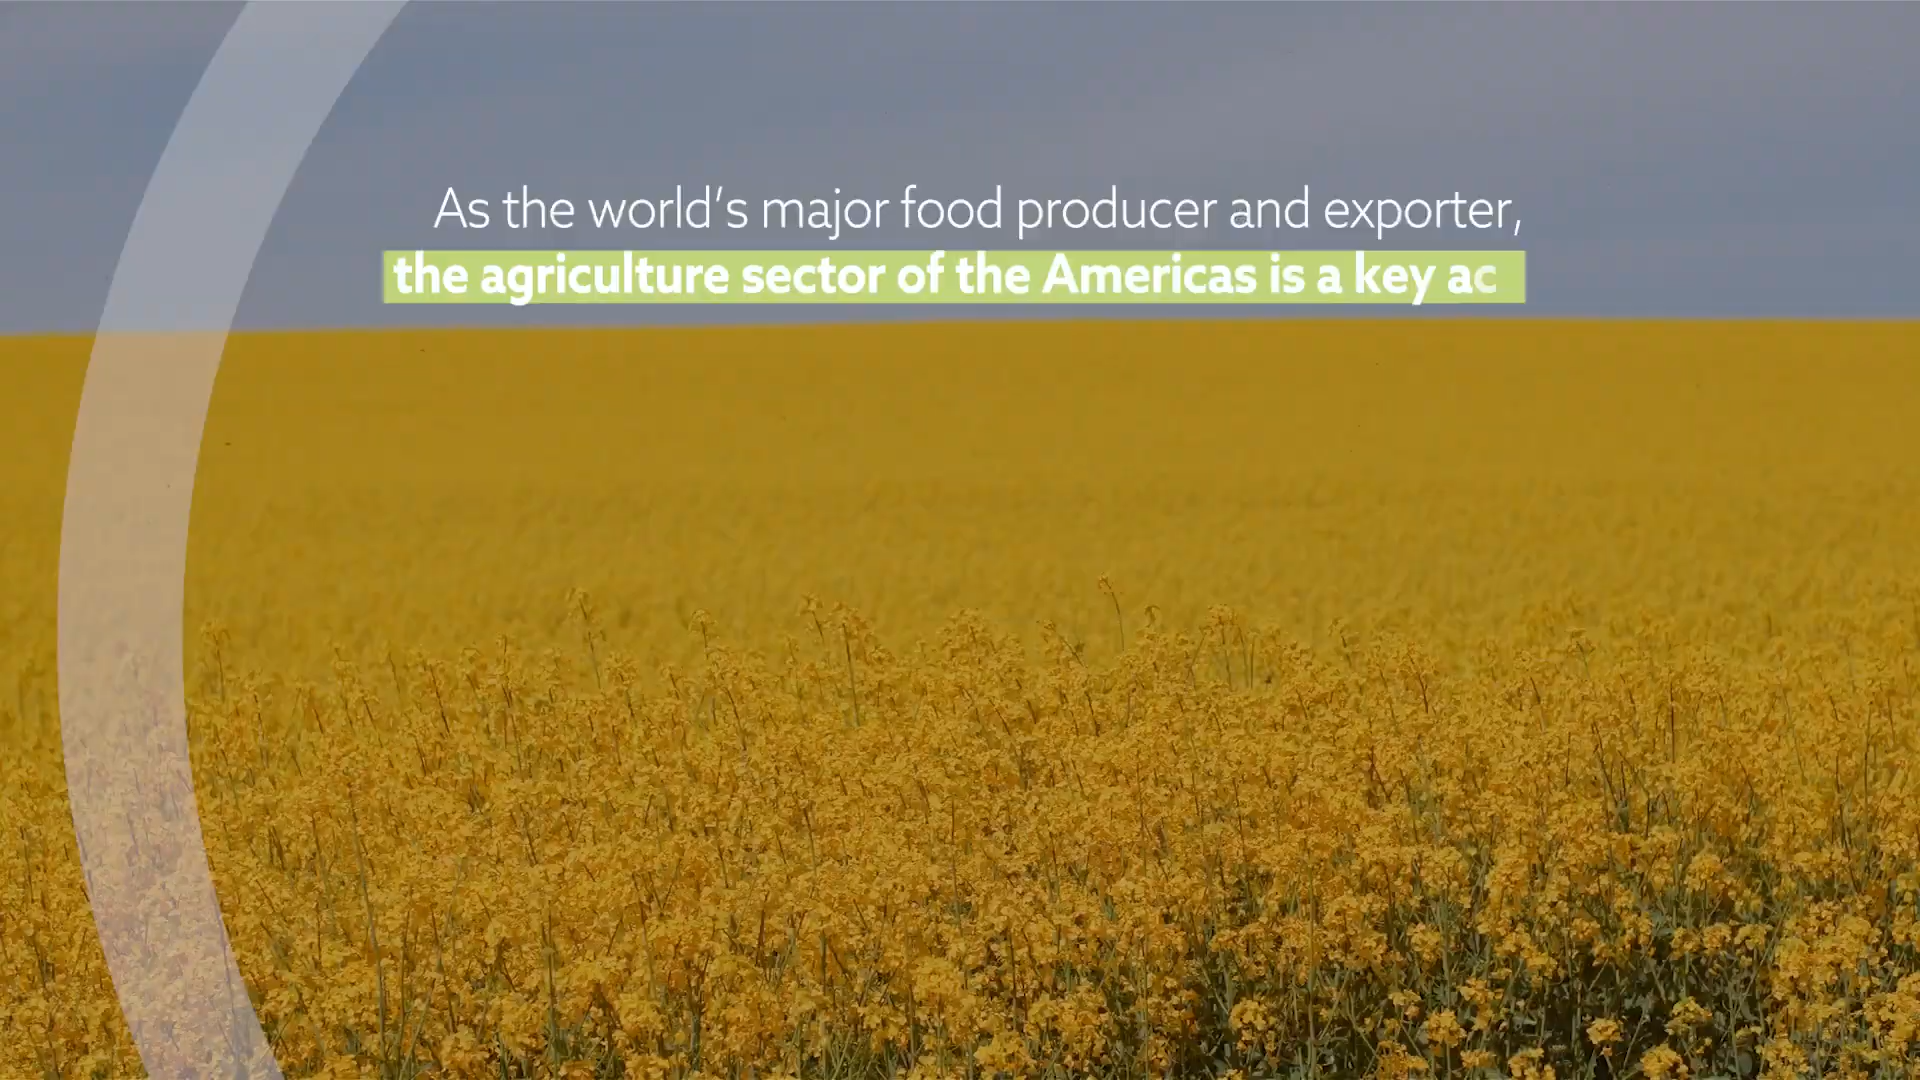 As the world's major food producer and exporter,
the agriculture sector of the Americas is a key ac